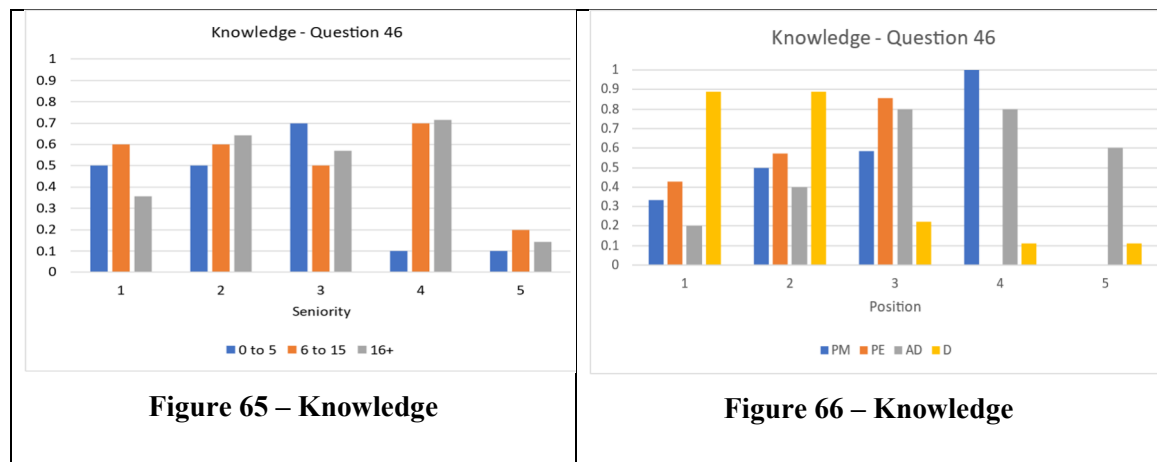 Knowledge - Question 46
1
0.9
0.8
0.7
0.6
0.5
0.4
0.3
0.2
0.1
0
1 2 3 4 5
Seniority
0 to 5 6 to 15 16+
Figure 65 – Knowledge
Knowledge - Question 46
1
0.9
0.8
0.7
0.6
0.5
0.4
0.3
0.2
0.1
0
1 2 3 4 5
Position
PM PE AD D
Figure 66 – Knowledge